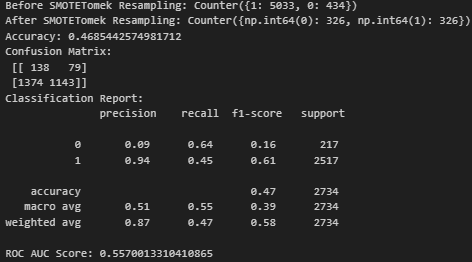 Before SMOTETomek Resampling: Counter({1: 5033, 0: 434})
After SMOTETomek Resampling: Counter({np.int64(0): 326, np.int64(1): 326})
Accuracy: 0.4685442574981712
Confusion Matrix:
[[ 138 79]
[1374 1143]]
Classification Report:
precision recall f1-score support
0 0.09 0.64 0.16 217
1 0.94 0.45 0.61 2517
accuracy 0.47 2734
macro avg 0.51 0.55 0.39 2734
weighted avg 0.87 0.47 0.58 2734
ROC AUC Score: 0.5570013310410865